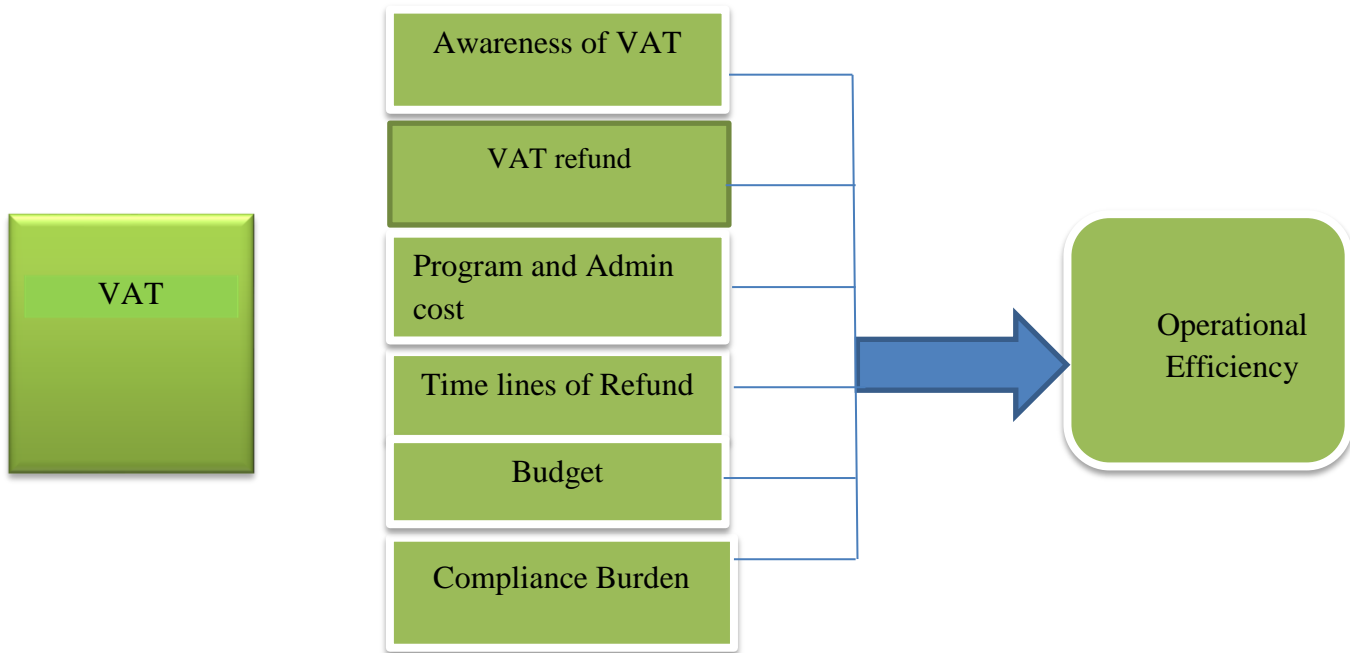 Awareness of VAT
VAT refund
VAT
Program and Admin
cost
Time lines of Refund
Budget
Compliance Burden
Operational
Efficiency